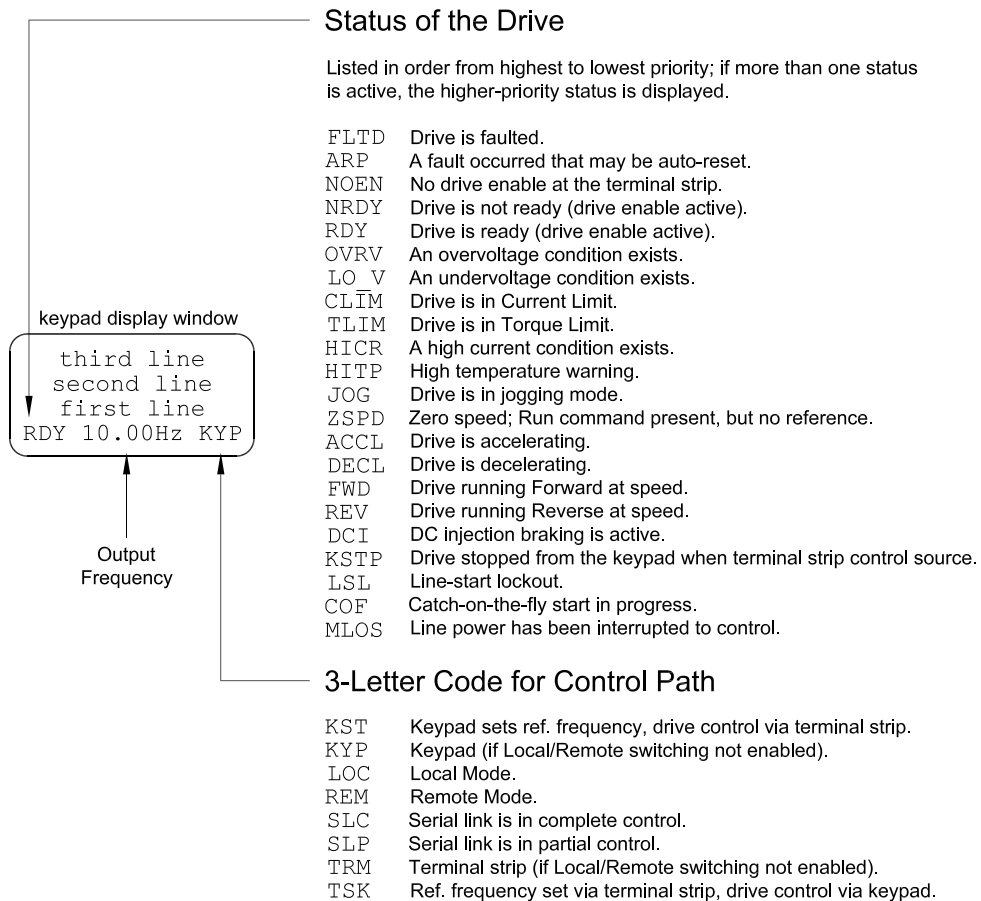 Status of the Drive
Listed in order from highest to lowest priority; if more than one status
is active, the higher-priority status is displayed.
FLTD Drive is faulted.
ARP A fault occurred that may be auto-reset.
NOEN No drive enable at the terminal strip.
NRDY Drive is not ready (drive enable active).
RDY Drive is ready (drive enable active).
OVRV An overvoltage condition exists.
LO_V An undervoltage condition exists.
CLIM Drive is in Current Limit.
TLIM Drive is in Torque Limit.
HICR A high current condition exists.
HITP High temperature warning.
JOG Drive is in jogging mode.
ZSPD Zero speed; Run command present, but no reference.
ACCL Drive is accelerating.
DECL Drive is decelerating.
FWD Drive running Forward at speed.
REV Drive running Reverse at speed.
DCI DC injection braking is active.
KSTP Drive stopped from the keypad when terminal strip control source.
LSL Line-start lockout.
COF Catch-on-the-fly start in progress.
MLOS Line power has been interrupted to control.
keypad display window
third line
second line
first line
RDY 10.00Hz KYP
Output
Frequency
3-Letter Code for Control Path
KST Keypad sets ref. frequency, drive control via terminal strip.
KYP Keypad (if Local/Remote switching not enabled).
LOC Local Mode.
REM Remote Mode.
SLC Serial link is in complete control.
SLP Serial link is in partial control.
TRM Terminal strip (if Local/Remote switching not enabled).
TSK Ref. frequency set via terminal strip, drive control via keypad.